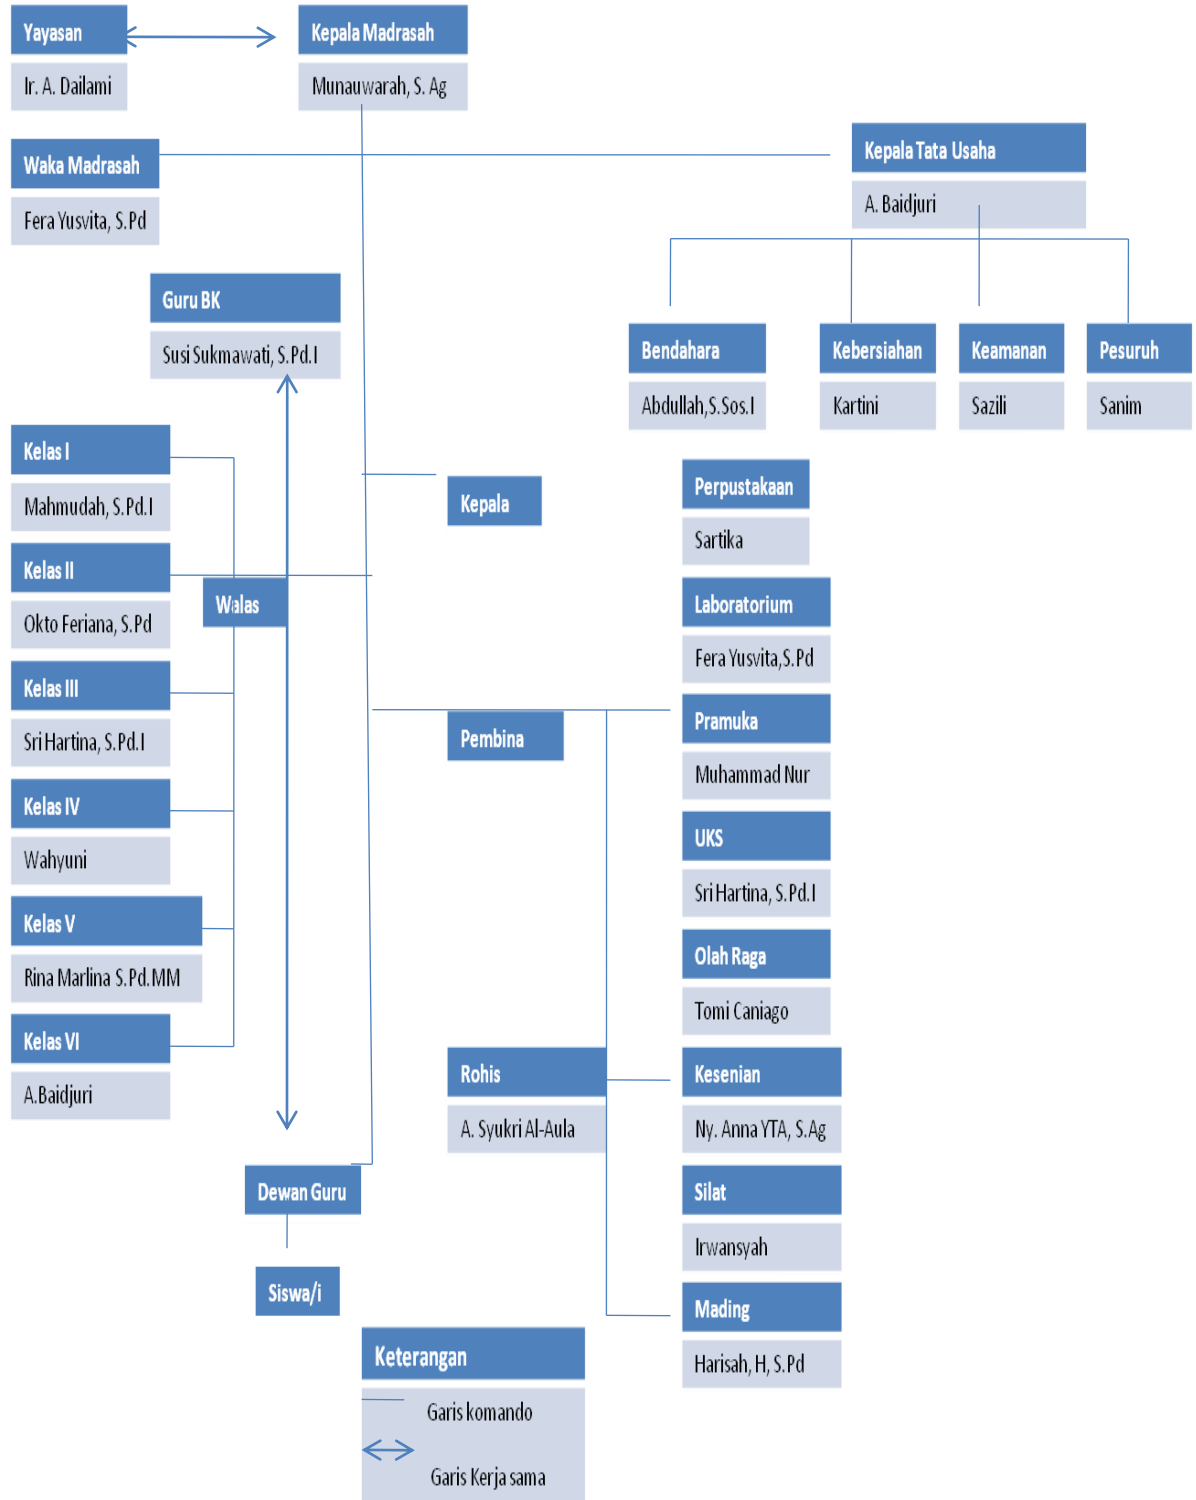 Yayasan
Ir. A. Dailami
Kepala Madrasah
Munauwarah, S. Ag
Waka Madrasah
Fera Yusvita, S.Pd
Kepala Tata Usaha
A. Baidjuri
Guru BK
Susi Sukmawati, S.Pd.I
Bendahara
Abdullah,S.Sos.I
Kebersiahan
Kartini
Keamanan
Sazili
Pesuruh
Sanim
Kelas I
Mahmudah, S.Pd.I
Kelas II
Okto Feriana, S.Pd
Kelas III
Sri Hartina, S.Pd.I
Kelas IV
Wahyuni
Kelas V
Rina Marlina S.Pd.MM
Kelas VI
A.Baidjuri
Walas
Kepala
Perpustakaan
Sartika
Laboratorium
Fera Yusvita,S.Pd
Pembina
Pramuka
Muhammad Nur
UKS
Sri Hartina, S.Pd.I
Olah Raga
Tomi Caniago
Rohis
A. Syukri Al-Aula
Kesenian
Ny. Anna YTA, S.Ag
Silat
Irwansyah
Mading
Harisah, H, S.Pd
Dewan Guru
Siswa/i
Keterangan
Garis komando
Garis Kerja sama